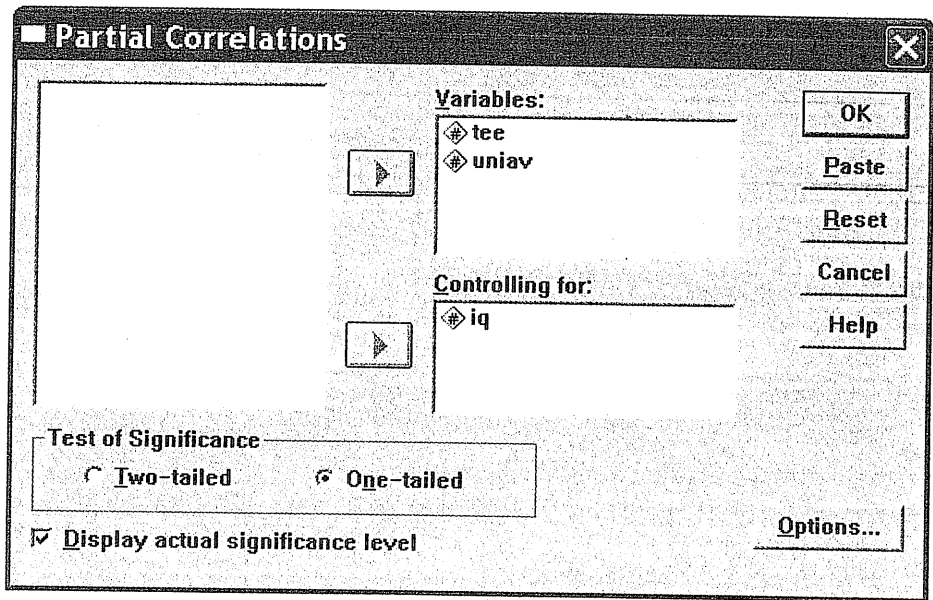 Partial Correlations
Variables:
tee
uniav
Controlling for:
iq
OK
Paste
Reset
Cancel
Help
Test of Significance
Two-tailed
One-tailed
Display actual significance level
Options...